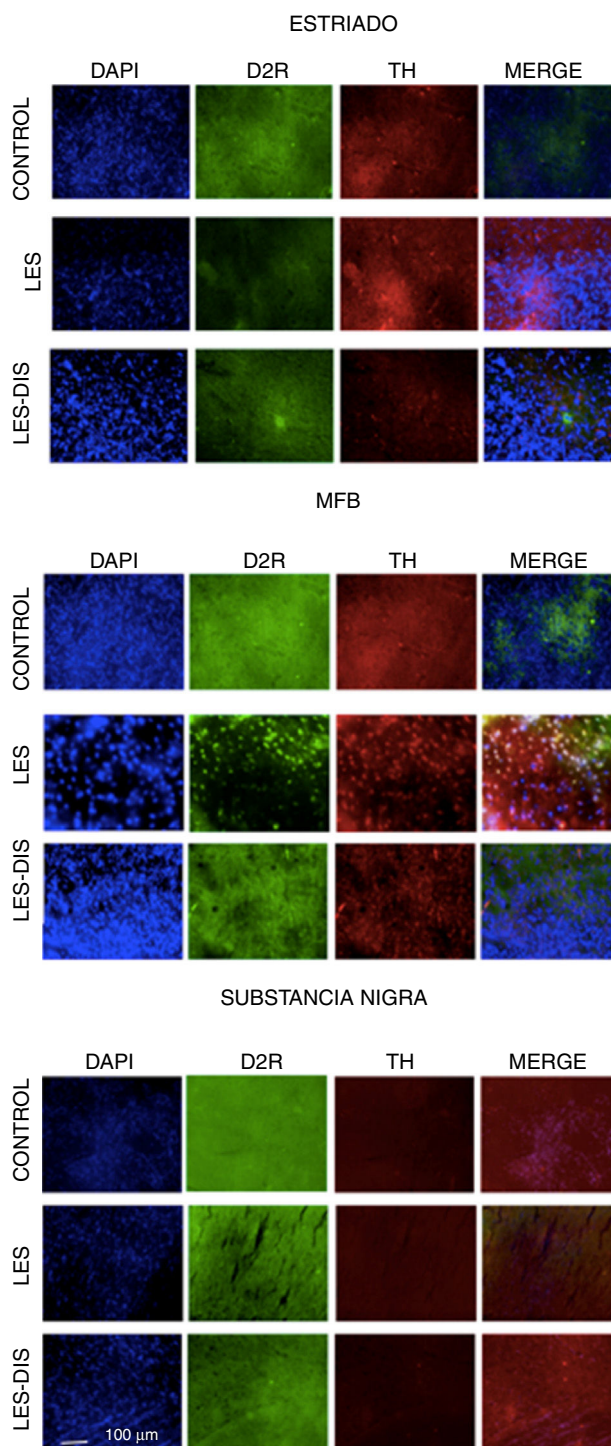 ESTRIADO
DAPI D2R TH MERGE
CONTROL
LES
LES-DIS
MFB
DAPI D2R TH MERGE
CONTROL
LES
LES-DIS
SUBSTANCIA NIGRA
DAPI D2R TH MERGE
CONTROL
LES
LES-DIS
100 μm